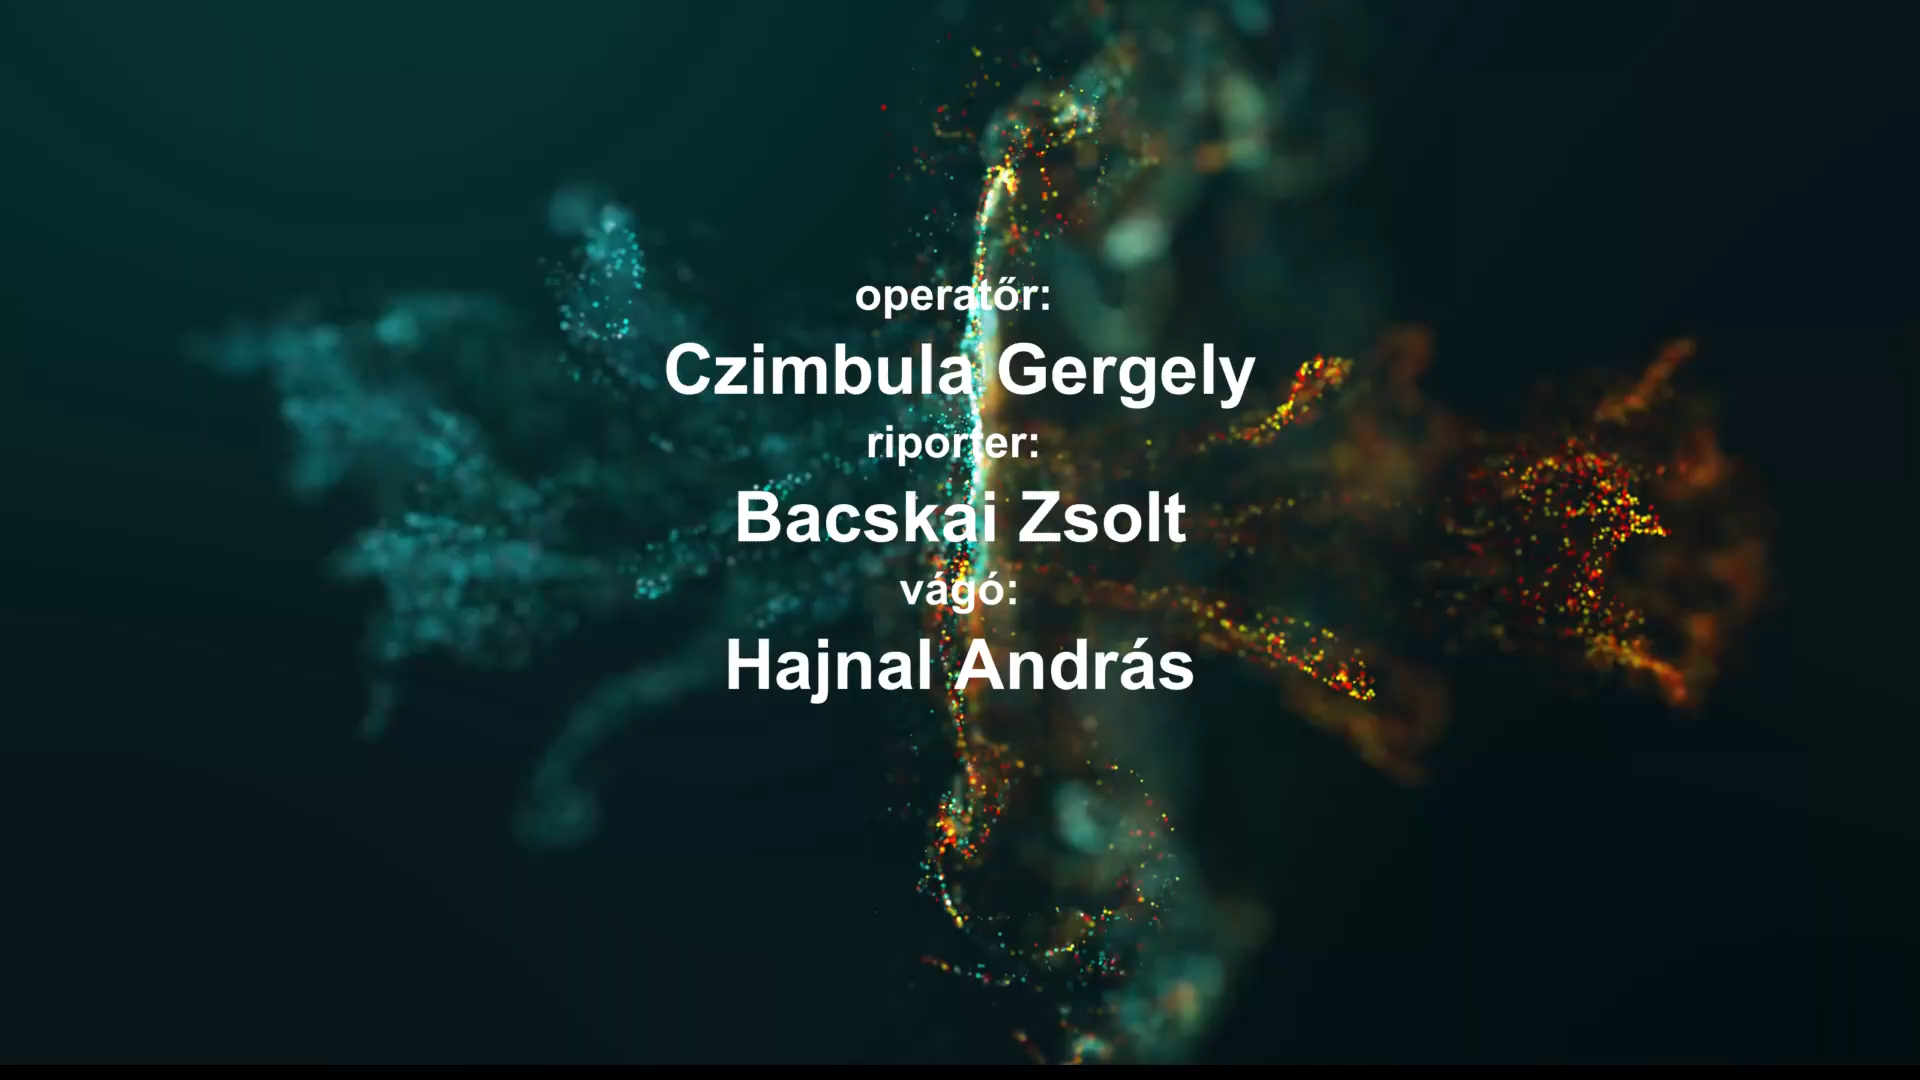 operatőr:
Czimbula Gergely
riporter:
Bacskai Zsolt
vágó:
Hajnal András